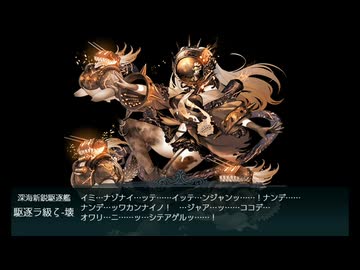 深海新鋭駆逐艦
駆逐ラ級ζ-壊
イミ…ナゾナイ…ッテ……イッテ…ンジャンッ……！ナンデ……
ナンデ…ッワカンナイノ！　…ジャア…ッ……ココデ…
オワリ…ニ……ッ…シテアゲルッ……！